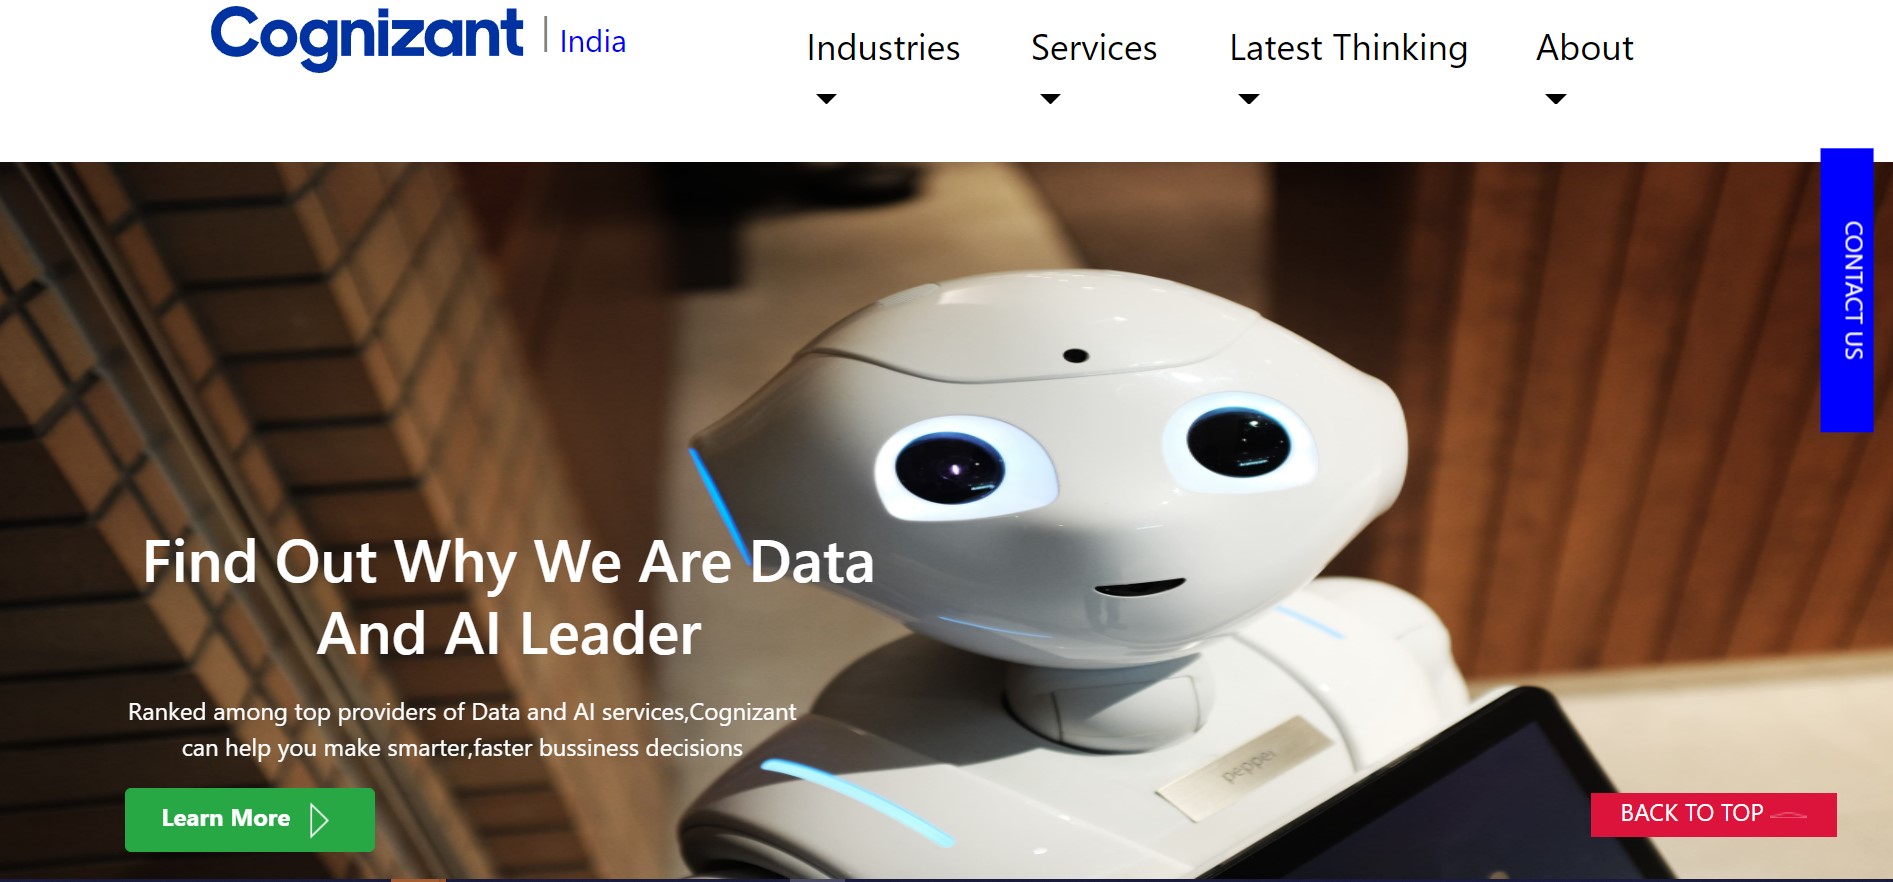 Cognizant | India
Industries
Services
Latest Thinking
About
CONTACT US
Find Out Why We Are Data
And AI Leader
Ranked among top providers of Data and AI services,Cognizant
can help you make smarter,faster bussiness decisions
Learn More
pepper
BACK TO TOP